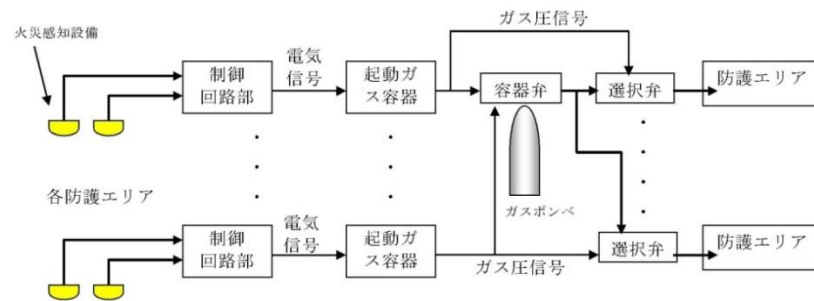 火災感知設備
ガス圧信号
電気
信号
制御
回路部
起動ガ
ス容器
容器弁
選択弁
防護エリア
ガスボンベ
各防護エリア
電気
信号
制御
回路部
起動ガ
ス容器
ガス圧信号
選択弁
防護エリア